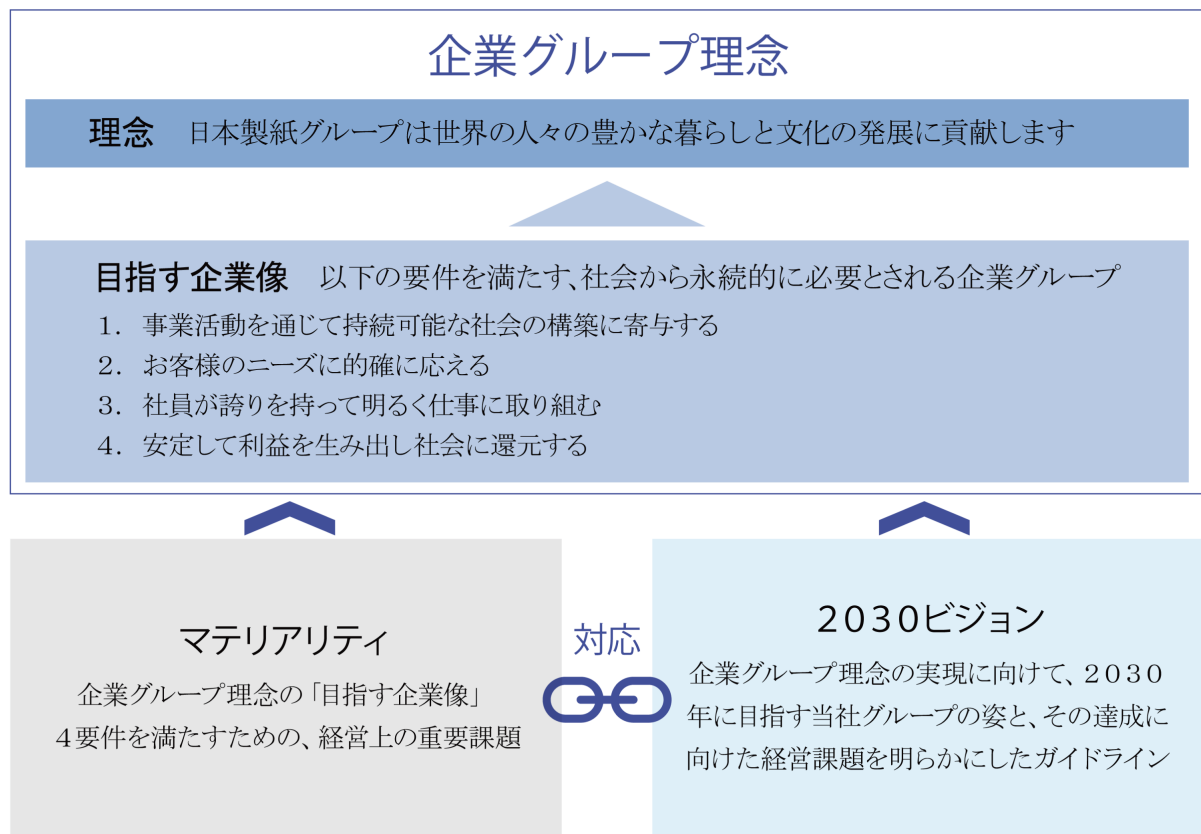 企業グループ理念
理念 日本製紙グループは世界の人々の豊かな暮らしと文化の発展に貢献します
目指す企業像 以下の要件を満たす、社会から永続的に必要とされる企業グループ
1. 事業活動を通じて持続可能な社会の構築に寄与する
2. お客様のニーズに的確に応える
3. 社員が誇りを持って明るく仕事に取り組む
4. 安定して利益を生み出し社会に還元する
マテリアリティ
企業グループ理念の「目指す企業像」
4要件を満たすための、経営上の重要課題
対応
2030ビジョン
企業グループ理念の実現に向けて、2030
年に目指す当社グループの姿と、その達成に
向けた経営課題を明らかにしたガイドライン